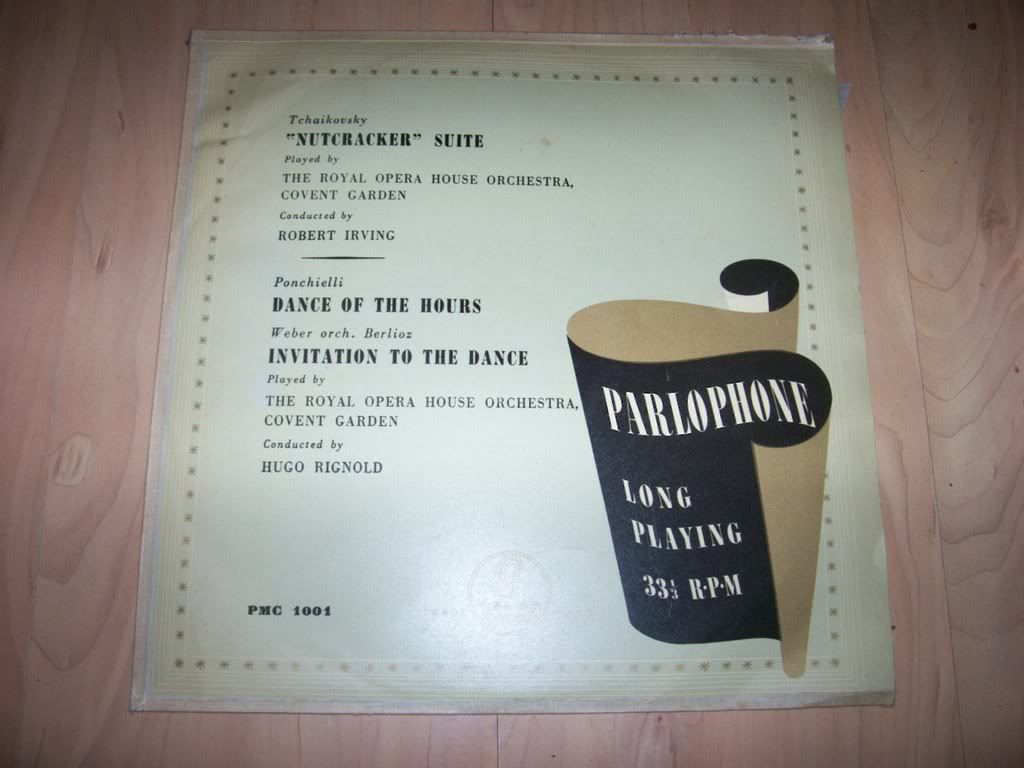 Tchaikovsky
"NUTCRACKER" SUITE
Played by
THE ROYAL OPERA HOUSE ORCHESTRA,
COVENT GARDEN
Conducted by
ROBERT IRVING
Ponchielli
DANCE OF THE HOURS
Weber orch. Berlioz
INVITATION TO THE DANCE
Played by
THE ROYAL OPERA HOUSE ORCHESTRA,
COVENT GARDEN
Conducted by
HUGO RIGNOLD
PARLOPHONE
LONG
PLAYING
33⅓ R·P·M
PMC 1001